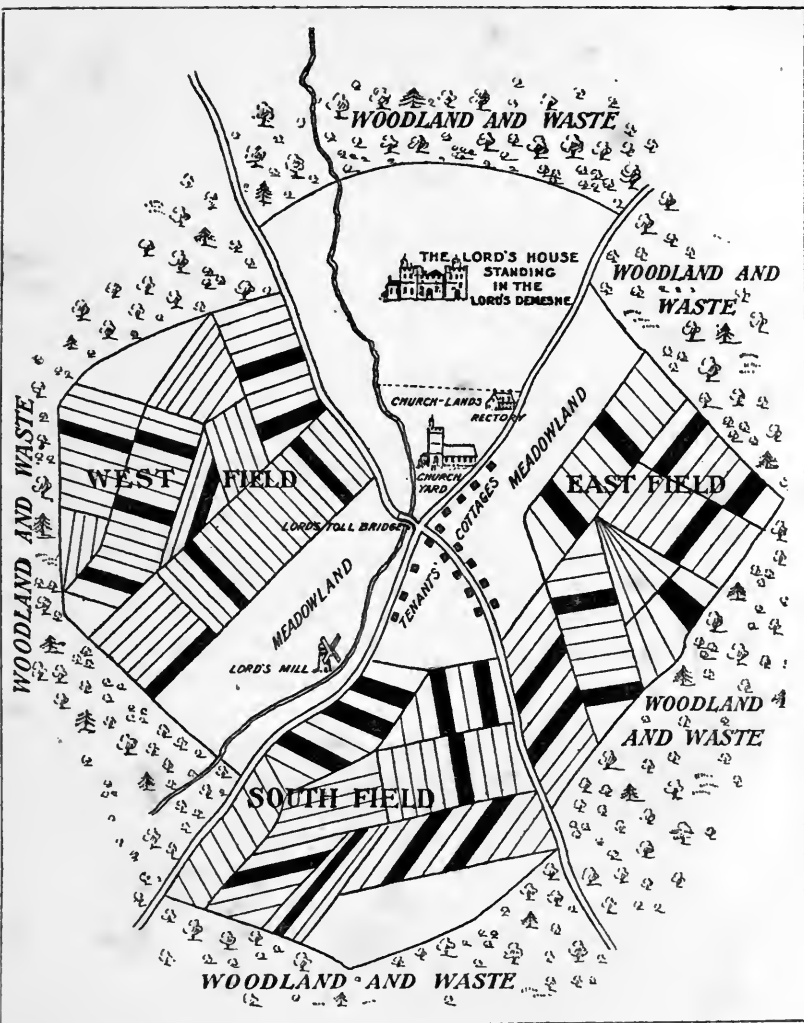 WOODLAND AND WASTE
THE LORD'S HOUSE
STANDING
IN THE
LORD'S DEMESNE
WOODLAND AND
WASTE
CHURCH-LANDS
RECTORY
CHURCH
YARD
MEADOWLAND
WEST FIELD
EAST FIELD
WOODLAND AND WASTE
LORD'S TOLL BRIDGE
TENANTS' COTTAGES
MEADOWLAND
LORD'S MILL
WOODLAND
AND WASTE
SOUTH FIELD
WOODLAND AND WASTE